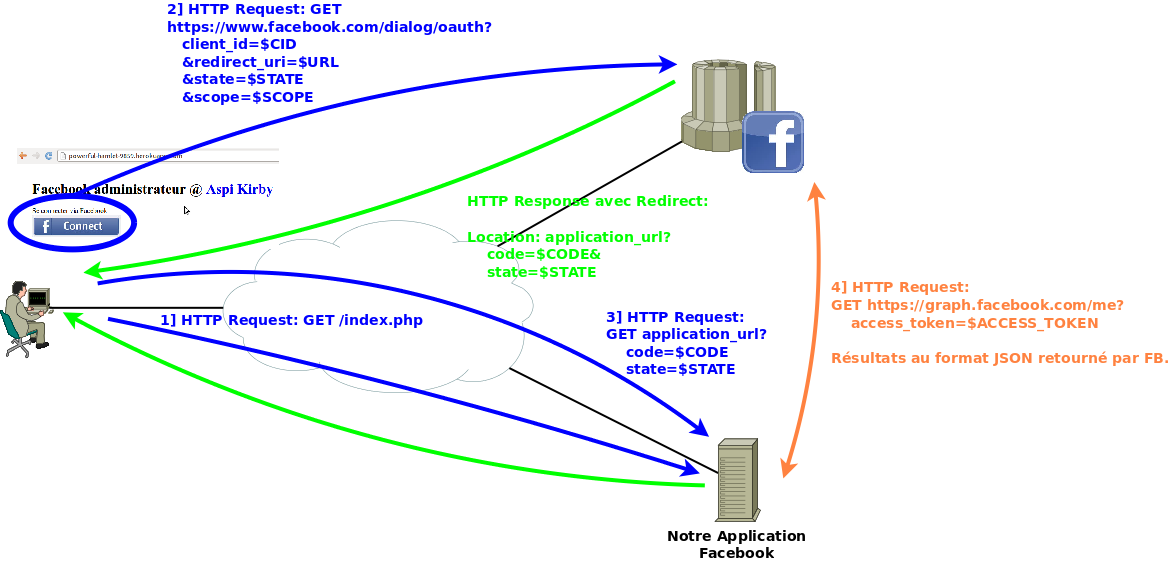 2] HTTP Request: GET
https://www.facebook.com/dialog/oauth?
client_id=$CID
&redirect_uri=$URL
&state=$STATE
&scope=$SCOPE
powerful-hamlet-9859.herokuapp.com
Facebook administrateur @ Aspi Kirby
Se connecter via Facebook
f Connect
f
HTTP Response avec Redirect:
Location: application_url?
code=$CODE&
state=$STATE
1] HTTP Request: GET /index.php
3] HTTP Request:
GET application_url?
code=$CODE
state=$STATE
4] HTTP Request:
GET https://graph.facebook.com/me?
access_token=$ACCESS_TOKEN
Résultats au format JSON retourné par FB.
Notre Application
Facebook